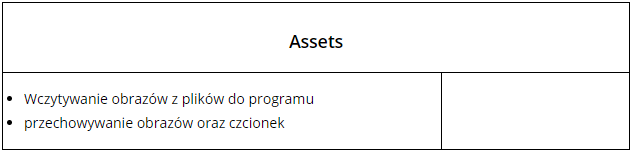 Assets
Wczytywanie obrazów z plików do programu
przechowywanie obrazów oraz czcionek